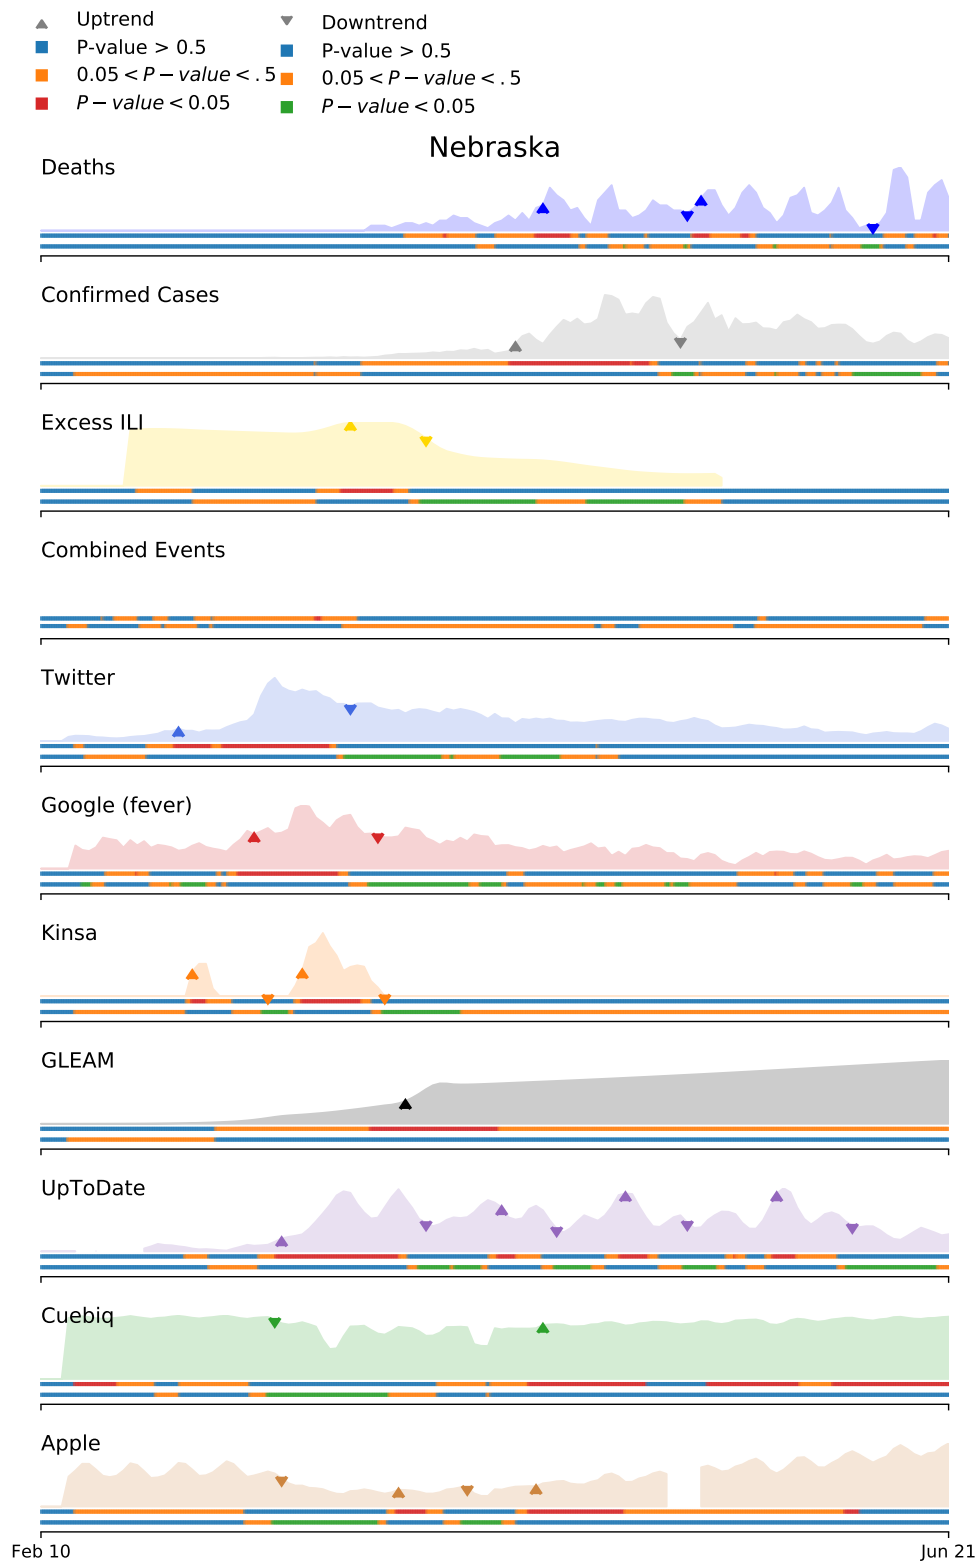 Uptrend
P-value > 0.5
0.05 < P − value < .5
P − value < 0.05
Downtrend
P-value > 0.5
0.05 < P − value < .5
P − value < 0.05
Nebraska
Deaths
Confirmed Cases
Excess ILI
Combined Events
Twitter
Google (fever)
Kinsa
GLEAM
UpToDate
Cuebiq
Apple
Feb 10
Jun 21